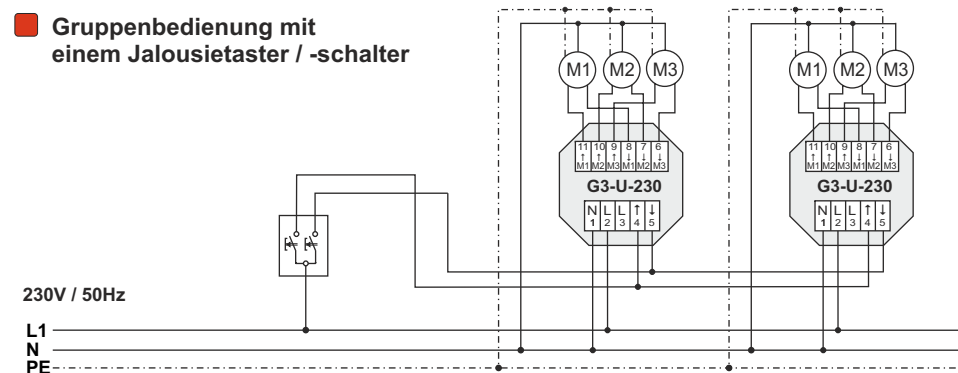 Gruppenbedienung mit
einem Jalousietaster / -schalter
M1 M2 M3 M1 M2 M3
11 10 9 8 7 6 11 10 9 8 7 6
↑ ↑ ↑ ↓ ↓ ↓ ↑ ↑ ↑ ↓ ↓ ↓
M1 M2 M3 M1 M2 M3 M1 M2 M3 M1 M2 M3
G3-U-230 G3-U-230
N L L ↑ ↓ N L L ↑ ↓
1 2 3 4 5 1 2 3 4 5
230V / 50Hz
L1
N
PE